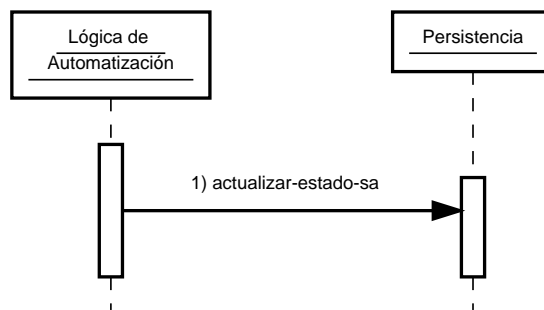 Lógica de
Automatización
Persistencia
1) actualizar-estado-sa